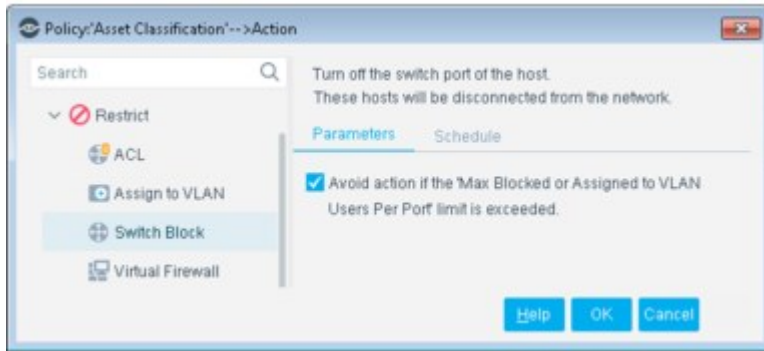 Policy:'Asset Classification'-->Action
Search
Restrict
ACL
Assign to VLAN
Switch Block
Virtual Firewall
Turn off the switch port of the host.
These hosts will be disconnected from the network.
Parameters Schedule
Avoid action if the 'Max Blocked or Assigned to VLAN
Users Per Port' limit is exceeded.
Help OK Cancel